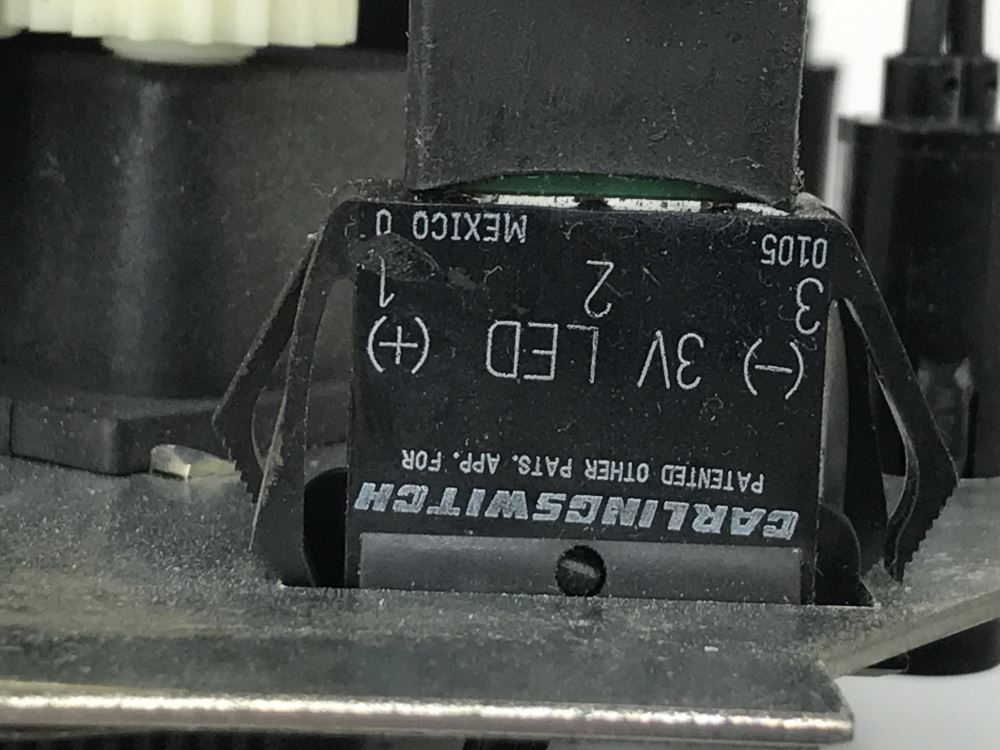 CARLINGSWITCH
PATENTED OTHER PATS. APP. FOR
(-) 3V LED (+)
3 2 1
0105 MEXICO 0